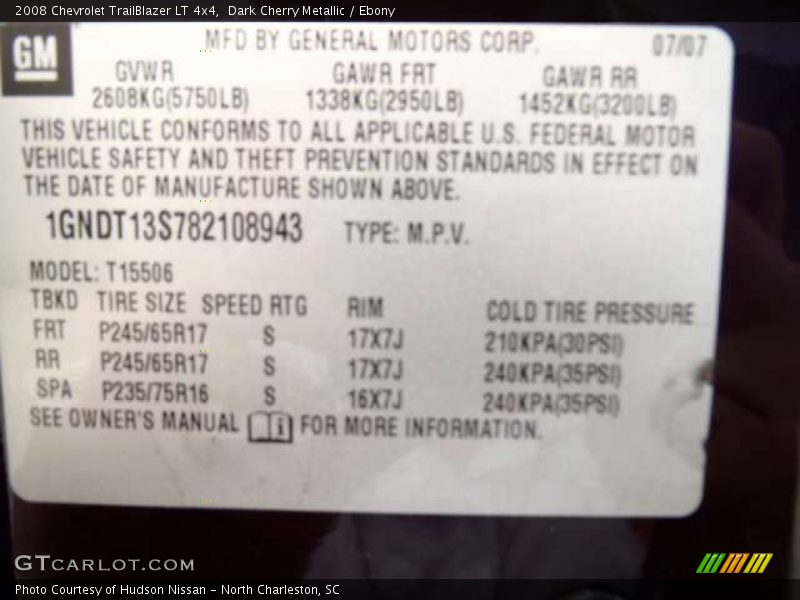 2008 Chevrolet TrailBlazer LT 4x4, Dark Cherry Metallic / Ebony
GM
MFD BY GENERAL MOTORS CORP. 07/07
GVWR GAWR FRT GAWR RR
2608KG(5750LB) 1338KG(2950LB) 1452KG(3200LB)
THIS VEHICLE CONFORMS TO ALL APPLICABLE U.S. FEDERAL MOTOR
VEHICLE SAFETY AND THEFT PREVENTION STANDARDS IN EFFECT ON
THE DATE OF MANUFACTURE SHOWN ABOVE.
1GNDT13S782108943 TYPE: M.P.V.
MODEL: T15506
TBKD TIRE SIZE SPEED RTG RIM COLD TIRE PRESSURE
FRT P245/65R17 S 17X7J 210KPA(30PSI)
RR P245/65R17 S 17X7J 240KPA(35PSI)
SPA P235/75R16 S 16X7J 240KPA(35PSI)
SEE OWNER'S MANUAL i FOR MORE INFORMATION.
GTCARLOT.COM
Photo Courtesy of Hudson Nissan - North Charleston, SC